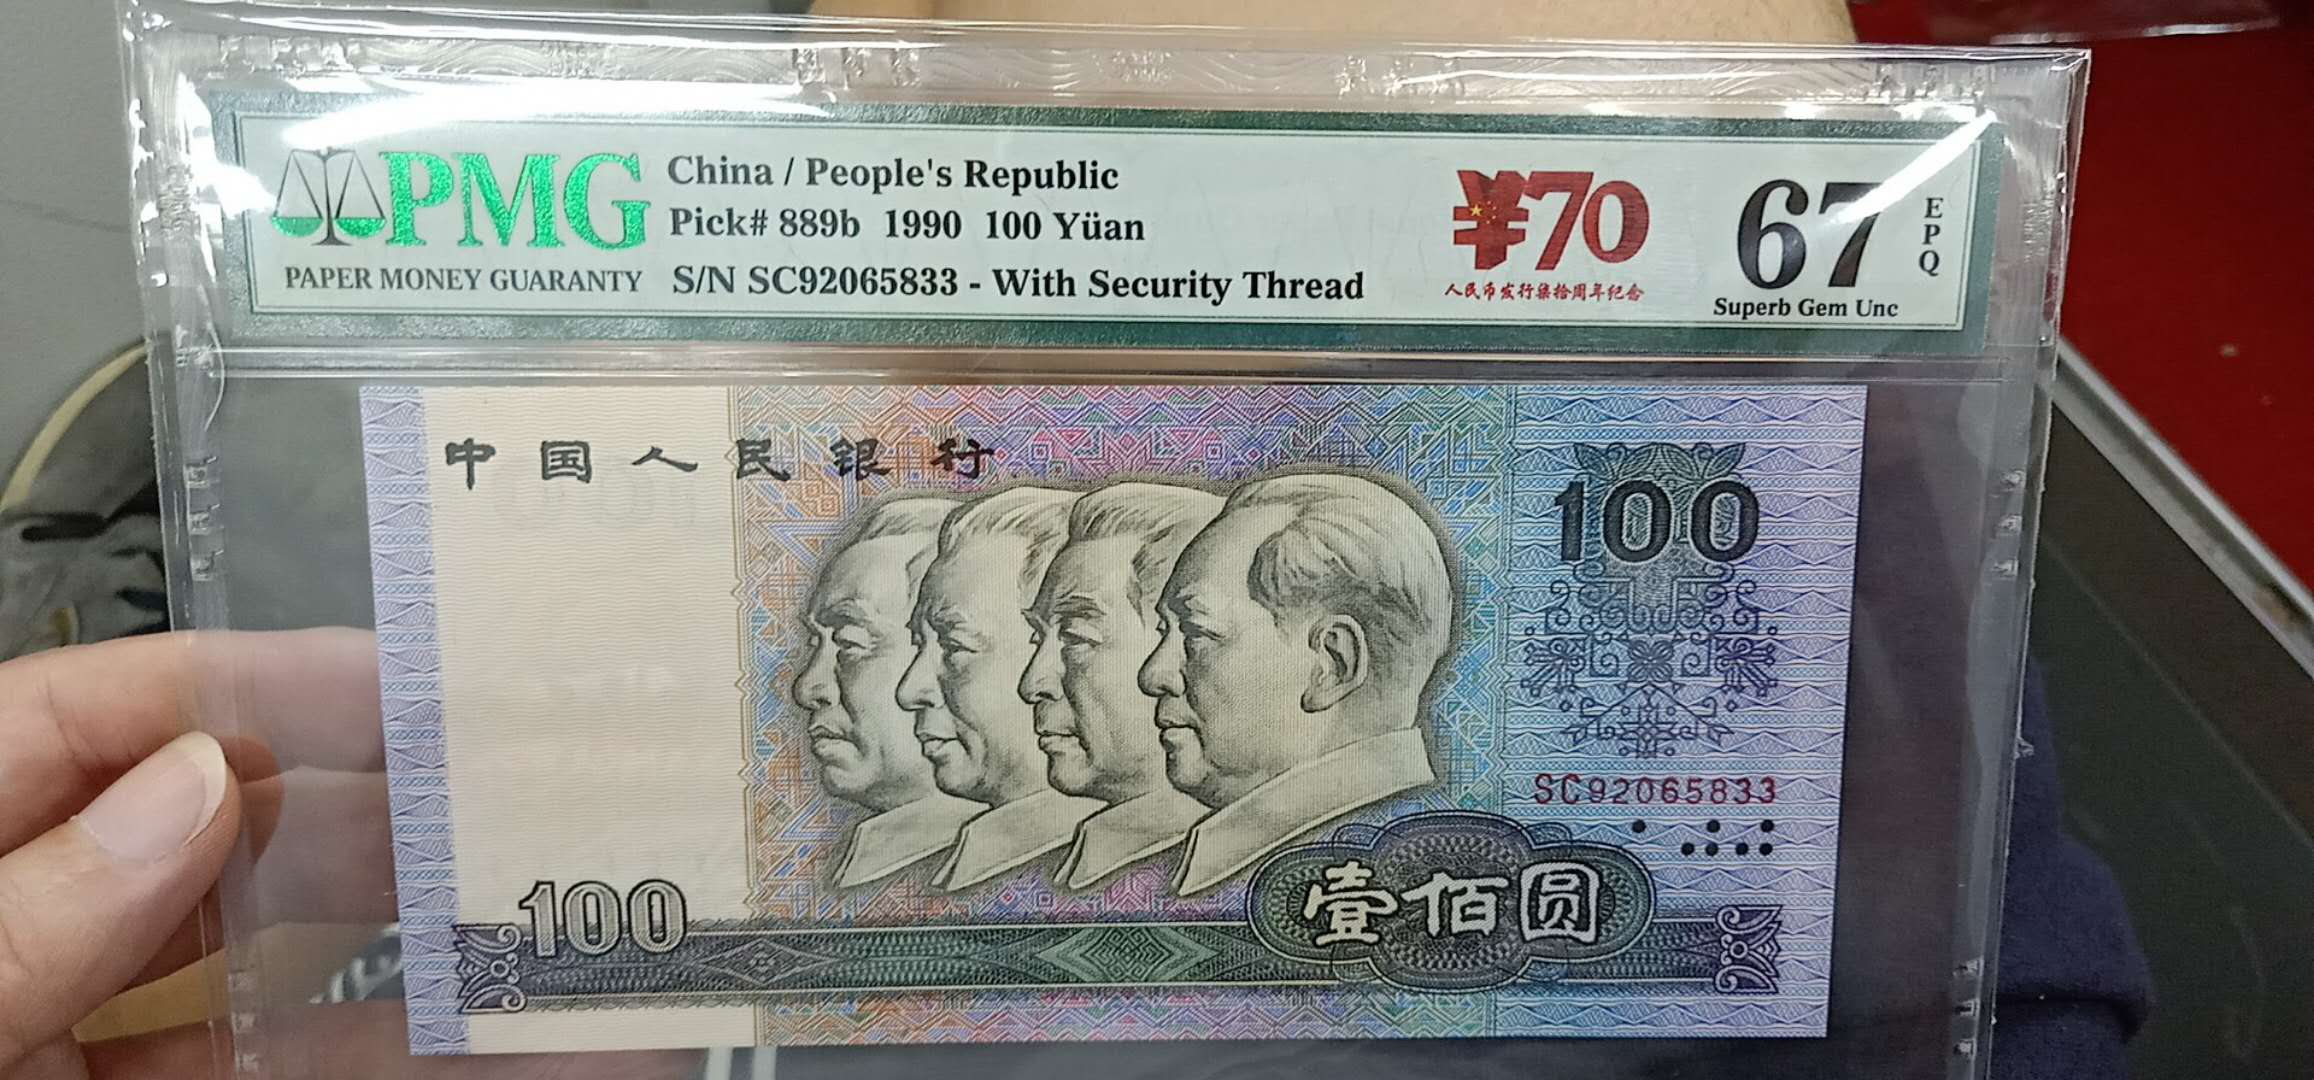 PMG
PAPER MONEY GUARANTY
China / People's Republic
Pick# 889b 1990 100 Yüan
S/N SC92065833 - With Security Thread
¥70
人民币发行柒拾周年纪念
67
EPQ
Superb Gem Unc
中国人民银行
100
SC92065833
100
壹佰圆